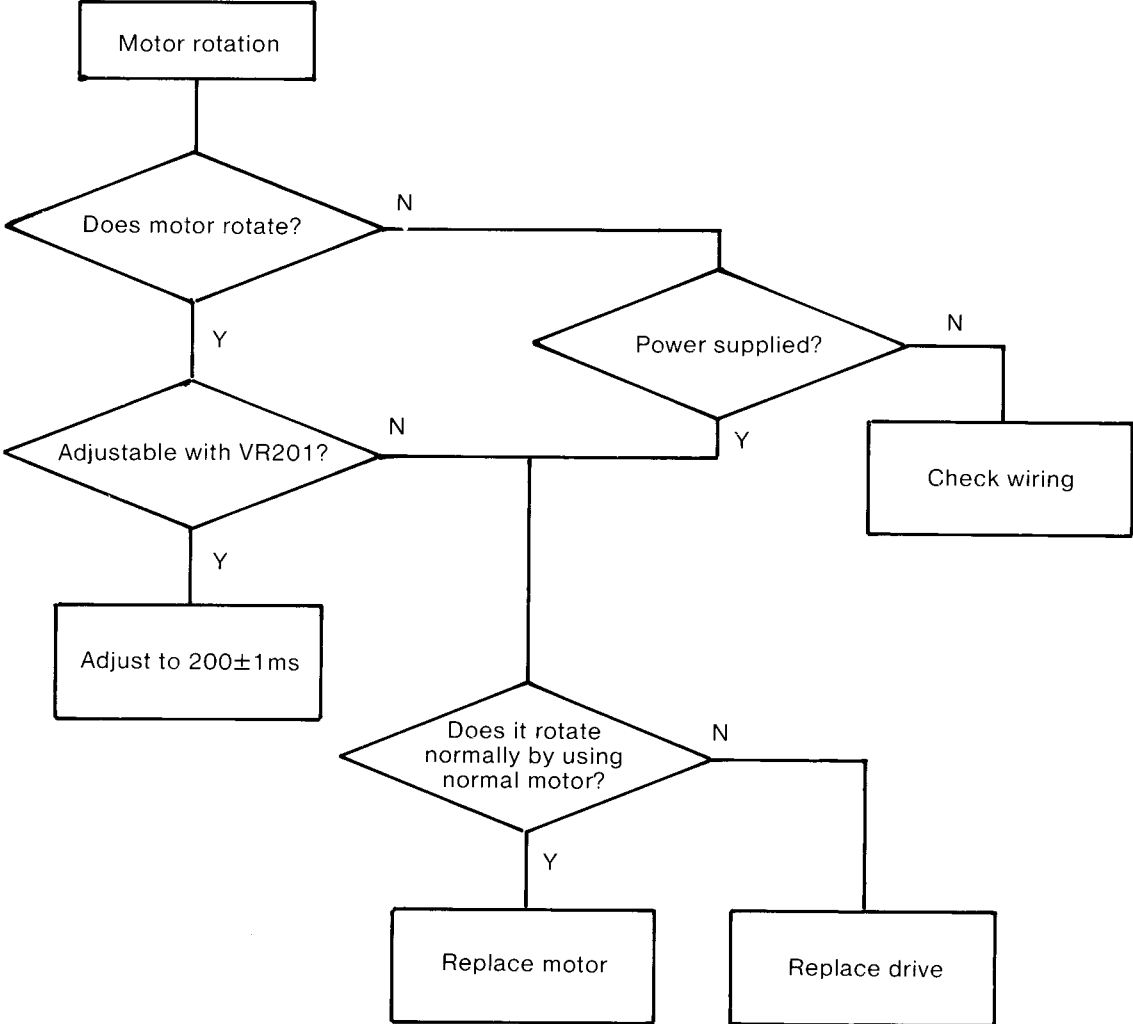 Motor rotation
Does motor rotate?
N
Y
Power supplied?
N
Y
Check wiring
Adjustable with VR201?
N
Y
Adjust to 200±1ms
Does it rotate
normally by using
normal motor?
N
Y
Replace motor
Replace drive